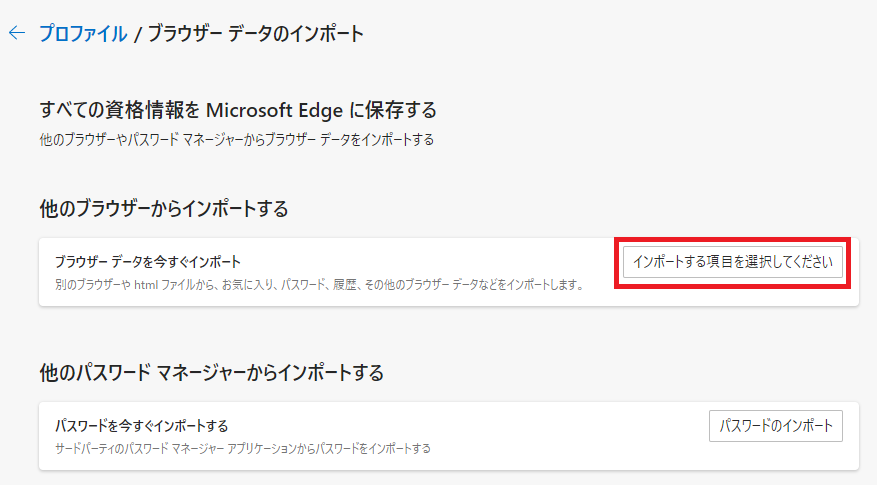 ← プロファイル / ブラウザー データのインポート
すべての資格情報を Microsoft Edge に保存する
他のブラウザーやパスワード マネージャーからブラウザー データをインポートする
他のブラウザーからインポートする
ブラウザー データを今すぐインポート
インポートする項目を選択してください
別のブラウザーや html ファイルから、お気に入り、パスワード、履歴、その他のブラウザー データなどをインポートします。
他のパスワード マネージャーからインポートする
パスワードを今すぐインポートする
パスワードのインポート
サードパーティのパスワード マネージャー アプリケーションからパスワードをインポートする